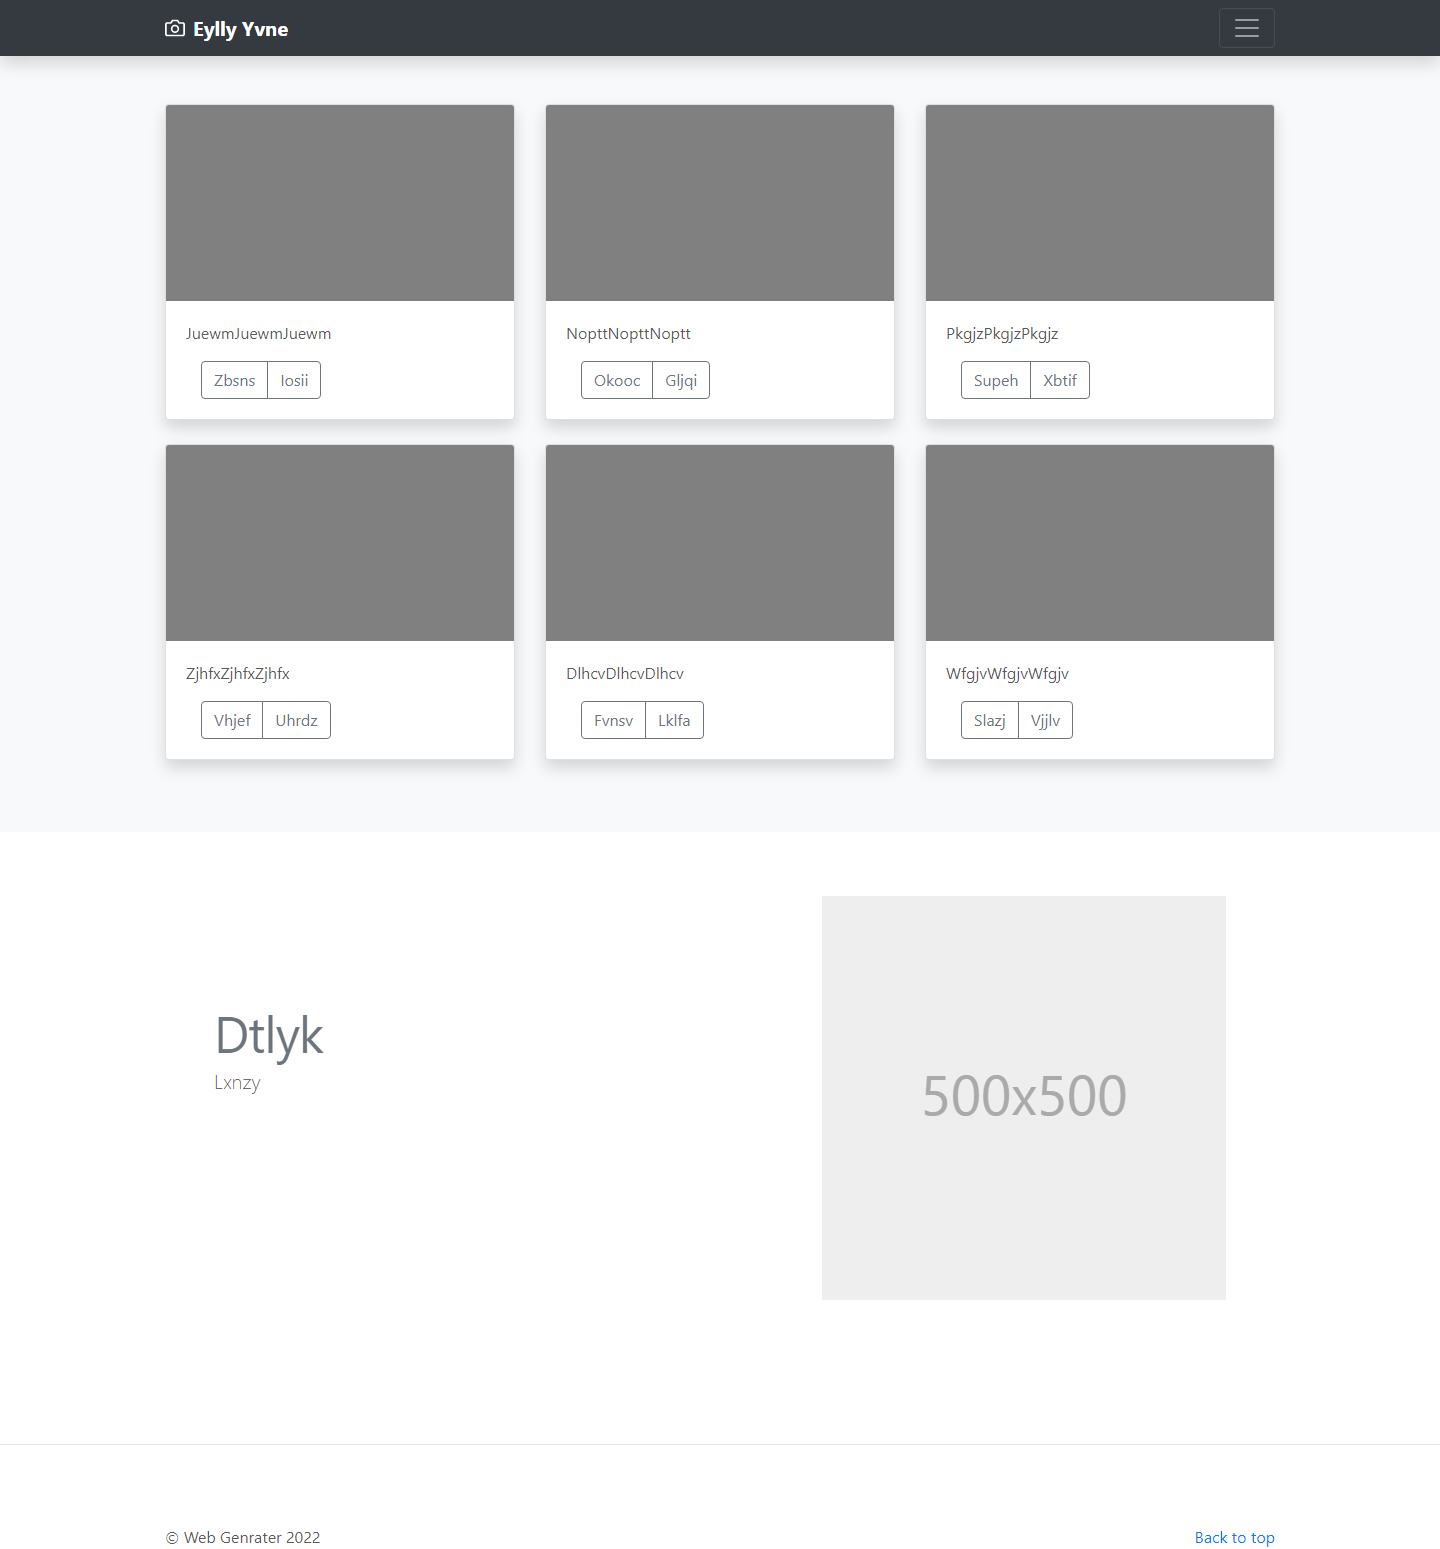 Eylly Yvne
JuewmJuewmJuewm
Zbsns Iosii
NopttNopttNoptt
Okooc Gljqi
PkgjzPkgjzPkgjz
Supeh Xbtif
ZjhfxZjhfxZjhfx
Vhjef Uhrdz
DlhcvDlhcvDlhcv
Fvnsv Lklfa
WfgjvWfgjvWfgjv
Slazj Vjjlv
Dtlyk
Lxnzy
500x500
© Web Genrater 2022
Back to top